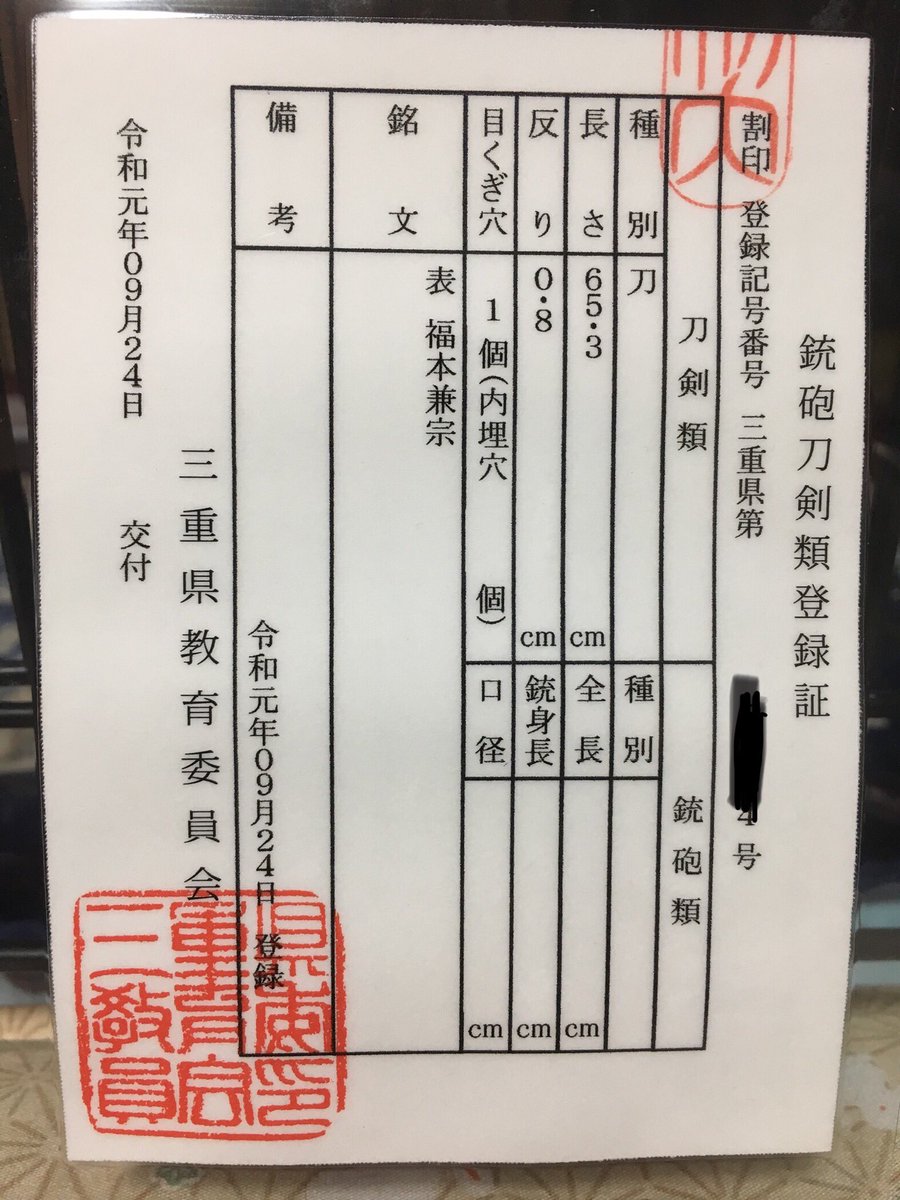 銃砲刀剣類登録証
割印 登録記号番号 三重県第 4号
刀剣類
銃砲類
種別 刀
種別
長さ 65.3 cm
全長 cm
反り 0.8 cm
銃身長 cm
目くぎ穴 1個(内埋穴 個)
口径 cm
銘文
表 福本兼宗
備考
令和元年09月24日 登録
三重県教育委員会
令和元年09月24日 交付